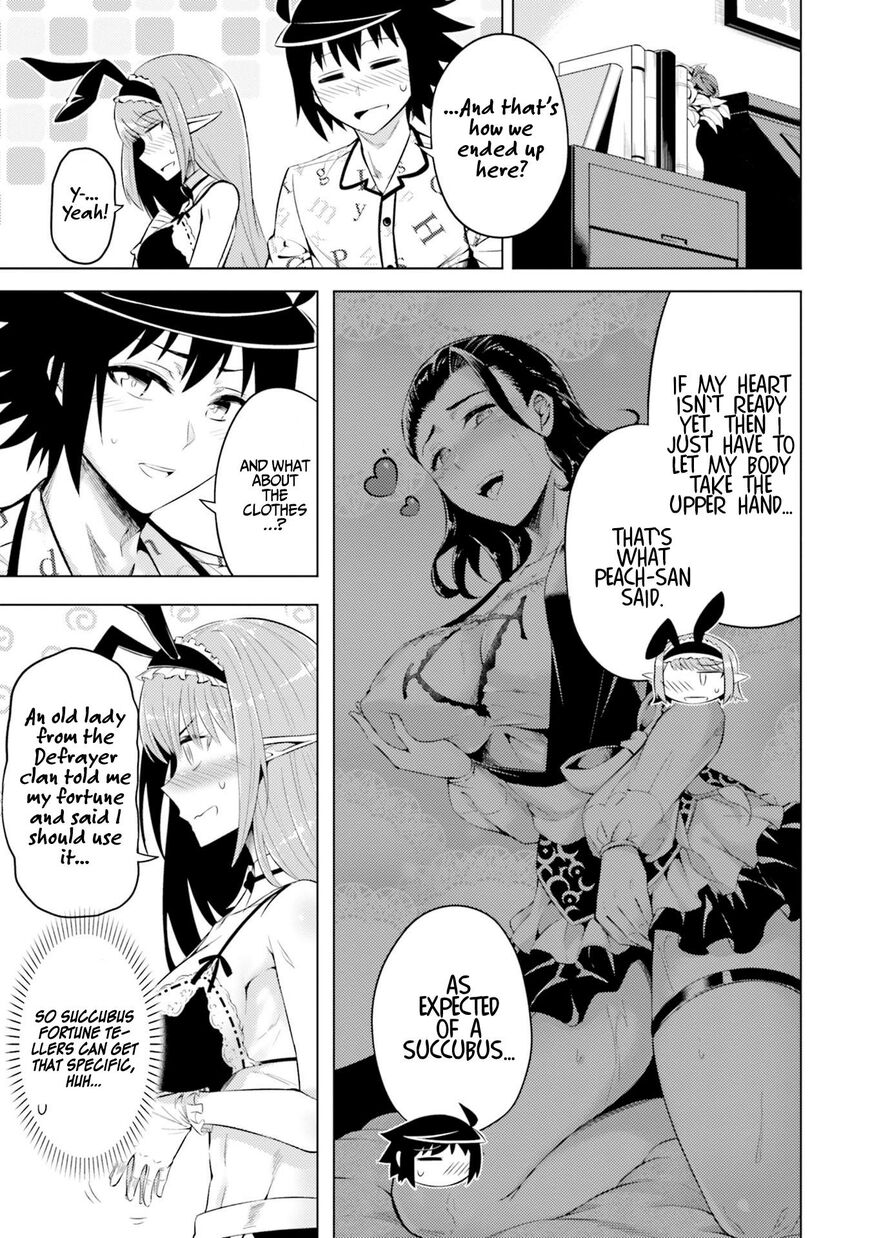 ...And that's
how we
ended up
here?
Y-...
Yeah!
IF MY HEART
ISN'T READY
YET, THEN I
JUST HAVE TO
LET MY BODY
TAKE THE
UPPER HAND...
THAT'S
WHAT
PEACH-SAN
SAID.
AS
EXPECTED
OF A
SUCCUBUS...
AND WHAT
ABOUT
THE
CLOTHES
...?
An old lady
from the
Defrayer
clan told me
my fortune
and said I
should use
it...
SO SUCCUBUS
FORTUNE TE-
LLERS CAN GET
THAT SPECIFIC,
HUH...